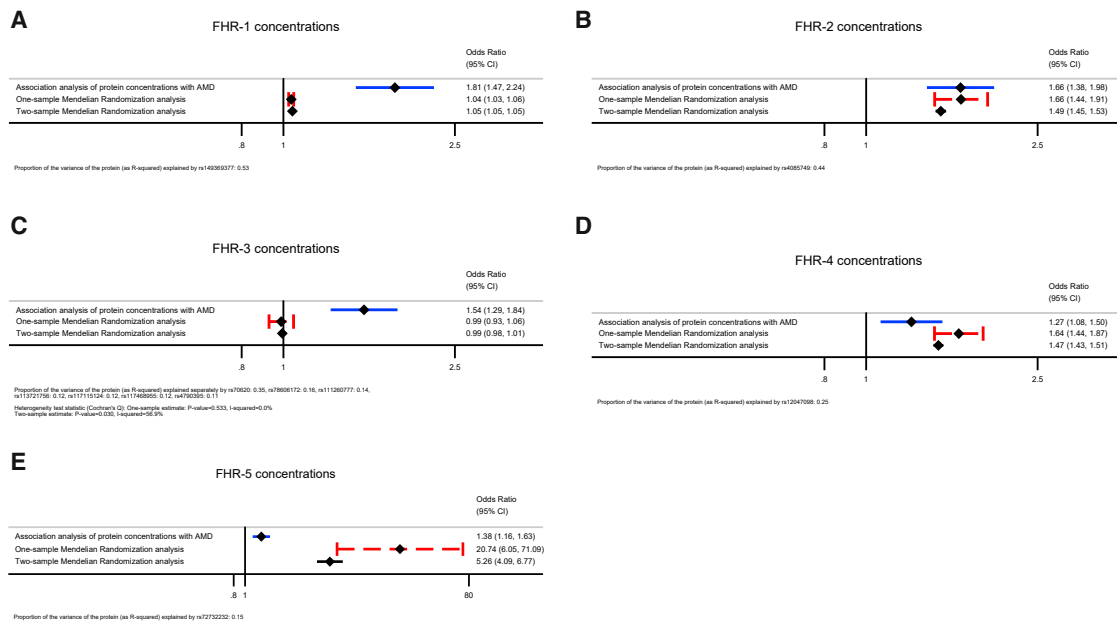 A
FHR-1 concentrations
Odds Ratio
(95% CI)
Association analysis of protein concentrations with AMD 1.81 (1.47, 2.24)
One-sample Mendelian Randomization analysis 1.04 (1.03, 1.06)
Two-sample Mendelian Randomization analysis 1.05 (1.05, 1.05)
.8 1 2.5
Proportion of the variance of the protein (as R-squared) explained by rs149369377: 0.53
B
FHR-2 concentrations
Odds Ratio
(95% CI)
Association analysis of protein concentrations with AMD 1.66 (1.38, 1.98)
One-sample Mendelian Randomization analysis 1.66 (1.44, 1.91)
Two-sample Mendelian Randomization analysis 1.49 (1.45, 1.53)
.8 1 2.5
Proportion of the variance of the protein (as R-squared) explained by rs4085749: 0.44
C
FHR-3 concentrations
Odds Ratio
(95% CI)
Association analysis of protein concentrations with AMD 1.54 (1.29, 1.84)
One-sample Mendelian Randomization analysis 0.99 (0.93, 1.06)
Two-sample Mendelian Randomization analysis 0.99 (0.98, 1.01)
.8 1 2.5
Proportion of the variance of the protein (as R-squared) explained separately by rs70620: 0.35, rs78606172: 0.16, rs111260777: 0.14,
rs113721756: 0.12, rs117115124: 0.12, rs117468955: 0.12, rs4790395: 0.11
Heterogeneity test statistic (Cochran's Q): One-sample estimate: P-value=0.533, I-squared=0.0%
Two-sample estimate: P-value=0.030, I-squared=56.9%
D
FHR-4 concentrations
Odds Ratio
(95% CI)
Association analysis of protein concentrations with AMD 1.27 (1.08, 1.50)
One-sample Mendelian Randomization analysis 1.64 (1.44, 1.87)
Two-sample Mendelian Randomization analysis 1.47 (1.43, 1.51)
.8 1 2.5
Proportion of the variance of the protein (as R-squared) explained by rs12047098: 0.25
E
FHR-5 concentrations
Odds Ratio
(95% CI)
Association analysis of protein concentrations with AMD 1.38 (1.16, 1.63)
One-sample Mendelian Randomization analysis 20.74 (6.05, 71.09)
Two-sample Mendelian Randomization analysis 5.26 (4.09, 6.77)
.8 1 80
Proportion of the variance of the protein (as R-squared) explained by rs72732232: 0.15